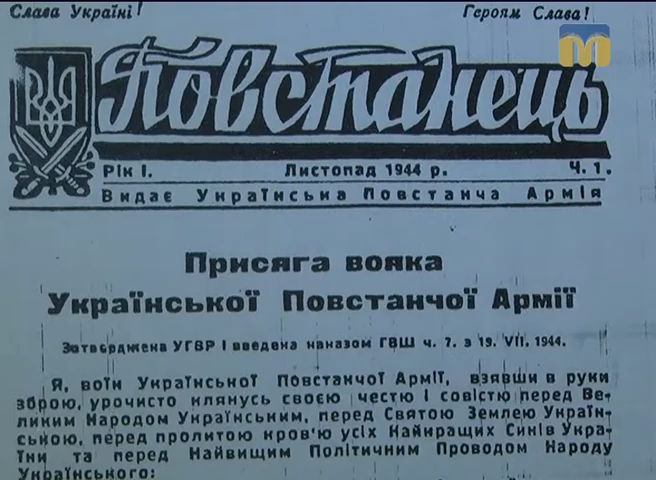 Слава Україні!
Героям Слава!
Повстанець
Рік І.
Листопад 1944 р.
Ч. 1.
Видає Українська Повстанча Армія
Присяга вояка
Української Повстанчої Армії
Затверджена УГВР і введена наказом ГВШ ч. 7. з 19. VII. 1944.
Я, воїн Української Повстанчої Армії, взявши в руки
зброю, урочисто клянусь своєю честю і совістю перед Ве-
ликим Народом Українським, перед Святою Землею Україн-
ською, перед пролитою кров'ю усіх Найкращих Синів Укра-
їни та перед Найвищим Політичним Проводом Народу
Українського: